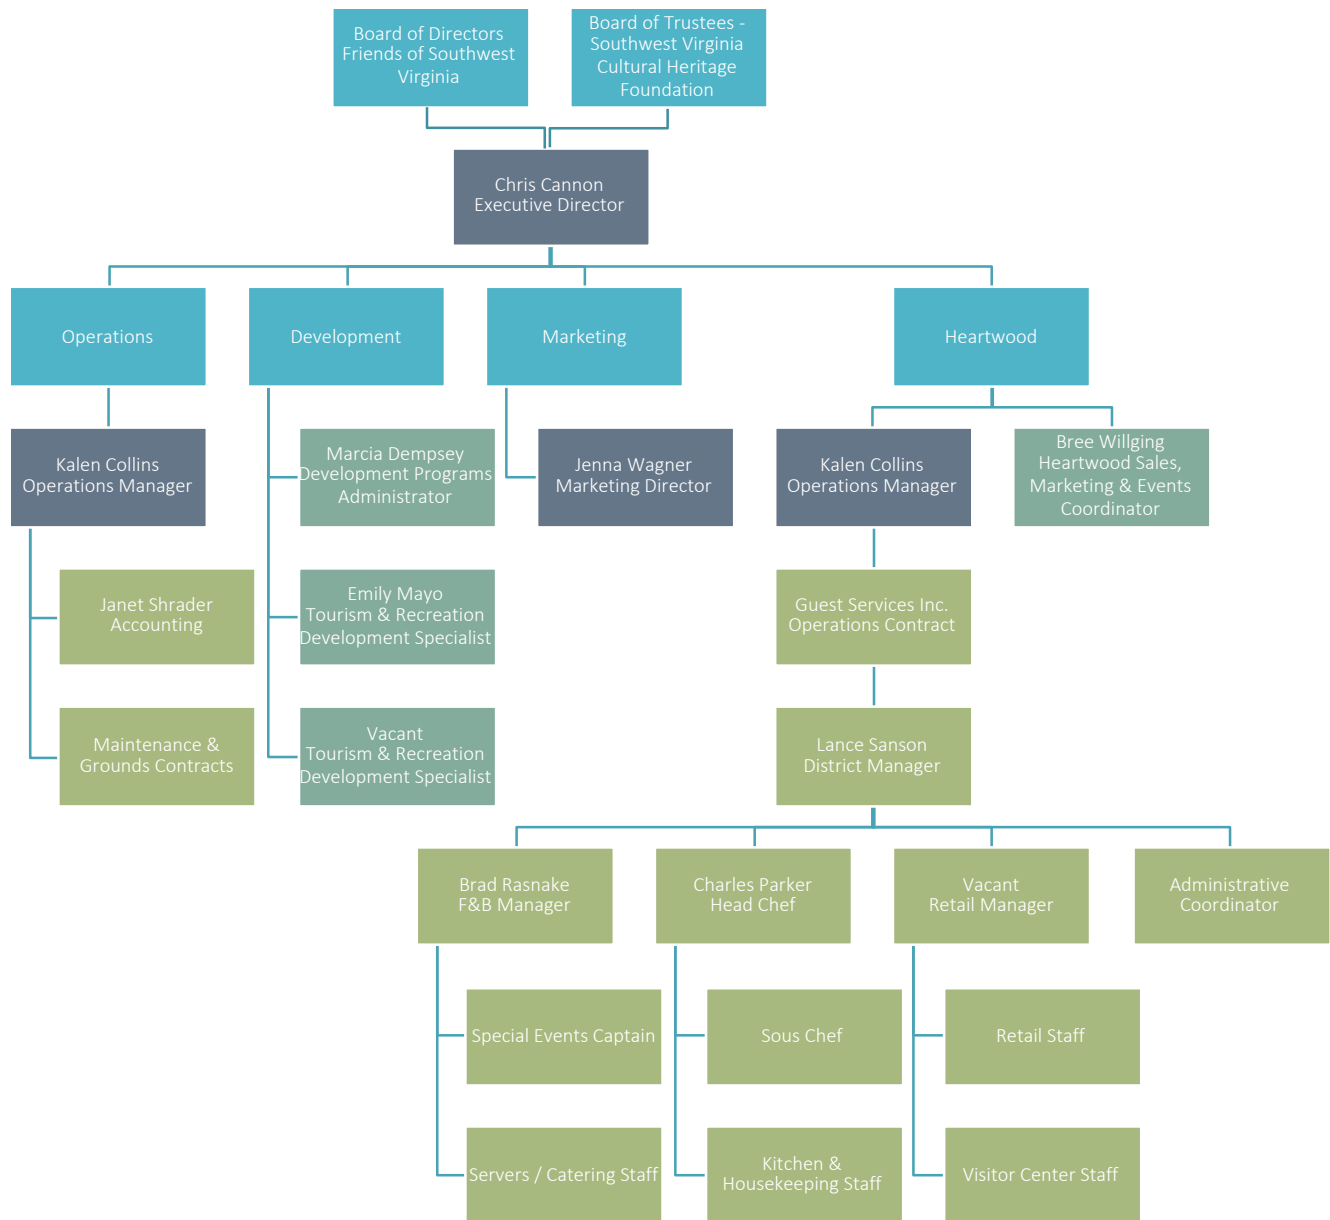 Board of Directors
Friends of Southwest
Virginia
Board of Trustees -
Southwest Virginia
Cultural Heritage
Foundation
Chris Cannon
Executive Director
Operations
Development
Marketing
Heartwood
Kalen Collins
Operations Manager
Marcia Dempsey
Development Programs
Administrator
Jenna Wagner
Marketing Director
Kalen Collins
Operations Manager
Bree Willging
Heartwood Sales,
Marketing & Events
Coordinator
Janet Shrader
Accounting
Emily Mayo
Tourism & Recreation
Development Specialist
Guest Services Inc.
Operations Contract
Maintenance &
Grounds Contracts
Vacant
Tourism & Recreation
Development Specialist
Lance Sanson
District Manager
Brad Rasnake
F&B Manager
Charles Parker
Head Chef
Vacant
Retail Manager
Administrative
Coordinator
Special Events Captain
Sous Chef
Retail Staff
Servers / Catering Staff
Kitchen &
Housekeeping Staff
Visitor Center Staff